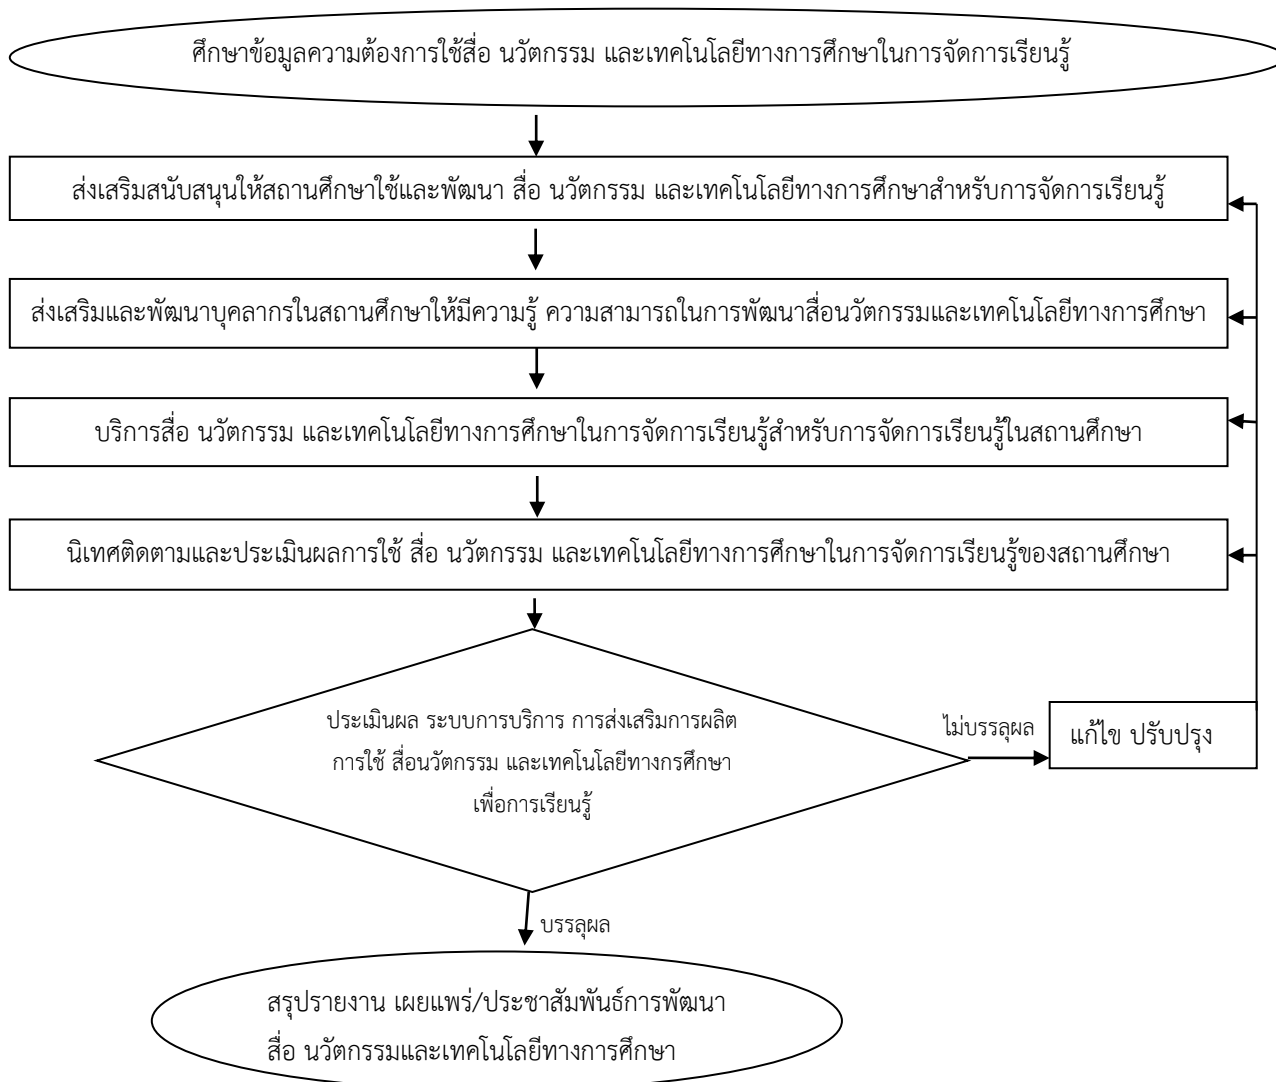 ศึกษาข้อมูลความต้องการใช้สื่อ นวัตกรรม และเทคโนโลยีทางการศึกษาในการจัดการเรียนรู้
ส่งเสริมสนับสนุนให้สถานศึกษาใช้และพัฒนา สื่อ นวัตกรรม และเทคโนโลยีทางการศึกษาสำหรับการจัดการเรียนรู้
ส่งเสริมและพัฒนาบุคลากรในสถานศึกษาให้มีความรู้ ความสามารถในการพัฒนาสื่อนวัตกรรมและเทคโนโลยีทางการศึกษา
บริการสื่อ นวัตกรรม และเทคโนโลยีทางการศึกษาในการจัดการเรียนรู้สำหรับการจัดการเรียนรู้ในสถานศึกษา
นิเทศติดตามและประเมินผลการใช้ สื่อ นวัตกรรม และเทคโนโลยีทางการศึกษาในการจัดการเรียนรู้ของสถานศึกษา
ประเมินผล ระบบการบริการ การส่งเสริมการผลิต
การใช้ สื่อนวัตกรรม และเทคโนโลยีทางกรศึกษา
เพื่อการเรียนรู้
ไม่บรรลุผล
แก้ไข ปรับปรุง
บรรลุผล
สรุปรายงาน เผยแพร่/ประชาสัมพันธ์การพัฒนา
สื่อ นวัตกรรมและเทคโนโลยีทางการศึกษา